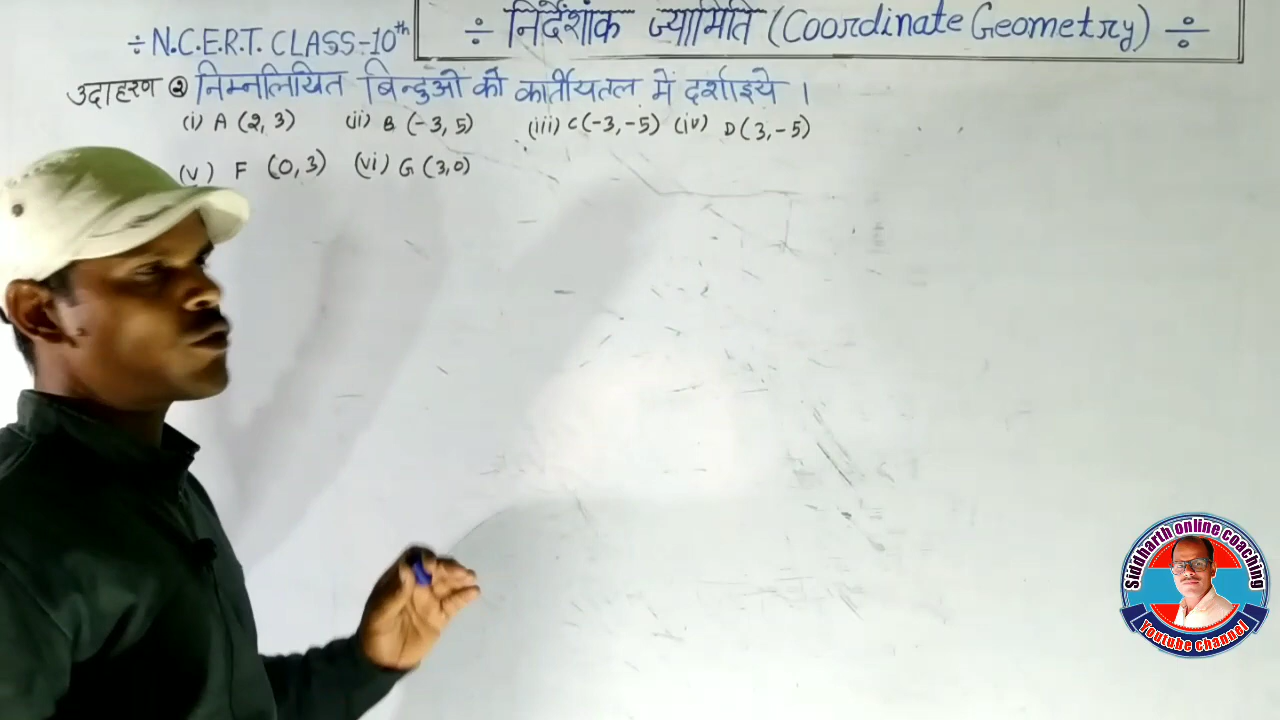 ÷ निर्देशांक ज्यामिति (Coordinate Geometry) ÷
÷ N.C.E.R.T. CLASS-10th
उदाहरण ② निम्नलिखित बिन्दुओं को कार्तीयतल में दर्शाइये ।
(i) A (2, 3) (ii) B (-3, 5) (iii) C (-3, -5) (iv) D (3, -5)
(v) F (0, 3) (vi) G (3, 0)
Siddharth online coaching
Youtube channel